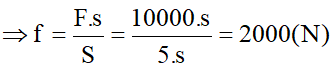 ⇒ f = F.s/S = 10000.s/5.s = 2000(N)